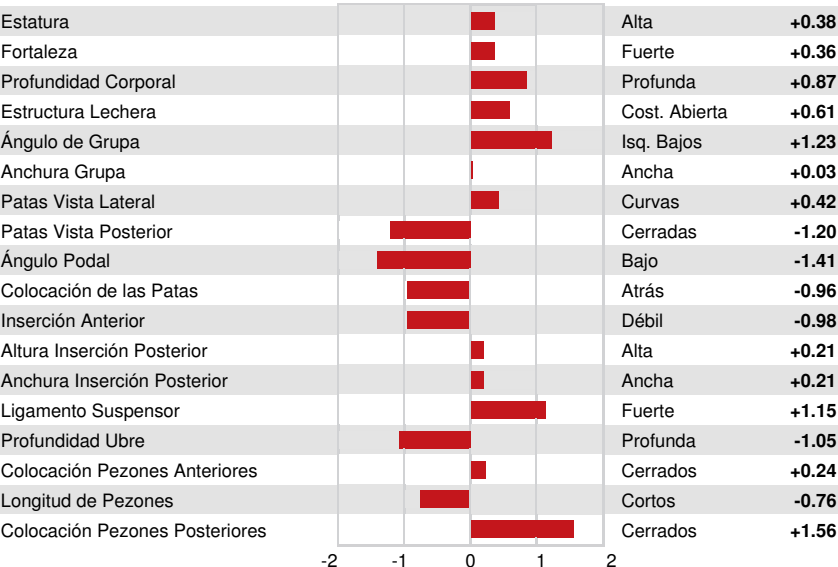 Estatura Alta +0.38
Fortaleza Fuerte +0.36
Profundidad Corporal Profunda +0.87
Estructura Lechera Cost. Abierta +0.61
Ángulo de Grupa Isq. Bajos +1.23
Anchura Grupa Ancha +0.03
Patas Vista Lateral Curvas +0.42
Patas Vista Posterior Cerradas -1.20
Ángulo Podal Bajo -1.41
Colocación de las Patas Atrás -0.96
Inserción Anterior Débil -0.98
Altura Inserción Posterior Alta +0.21
Anchura Inserción Posterior Ancha +0.21
Ligamento Suspensor Fuerte +1.15
Profundidad Ubre Profunda -1.05
Colocación Pezones Anteriores Cerrados +0.24
Longitud de Pezones Cortos -0.76
Colocación Pezones Posteriores Cerrados +1.56
-2 -1 0 1 2